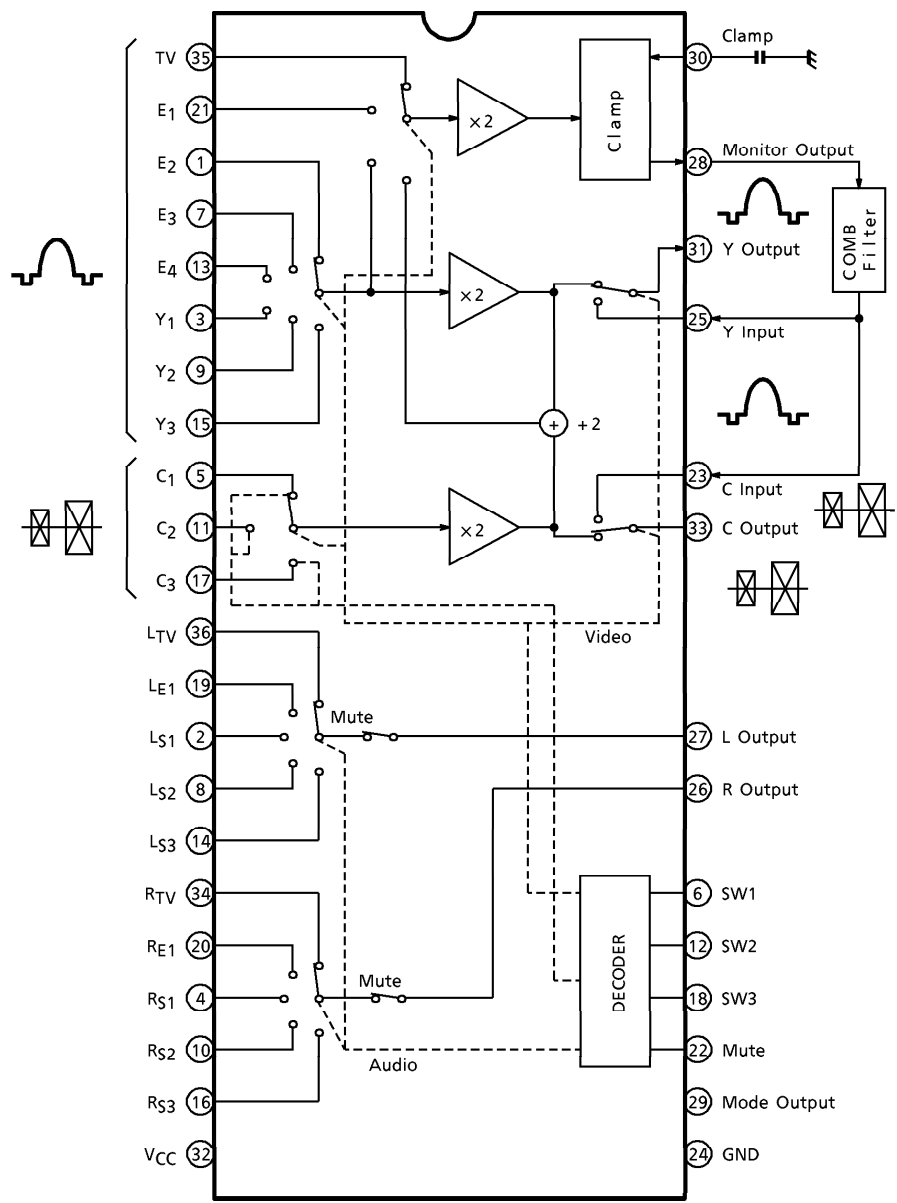 TV 35
E1 21
E2 1
E3 7
E4 13
Y1 3
Y2 9
Y3 15
C1 5
C2 11
C3 17
LTV 36
LE1 19
LS1 2
LS2 8
LS3 14
RTV 34
RE1 20
RS1 4
RS2 10
RS3 16
VCC 32
×2
×2
+ +2
×2
Clamp
Mute
Mute
Video
Audio
DECODER
30 Clamp
28 Monitor Output
COMB
Filter
31 Y Output
25 Y Input
23 C Input
33 C Output
27 L Output
26 R Output
6 SW1
12 SW2
18 SW3
22 Mute
29 Mode Output
24 GND